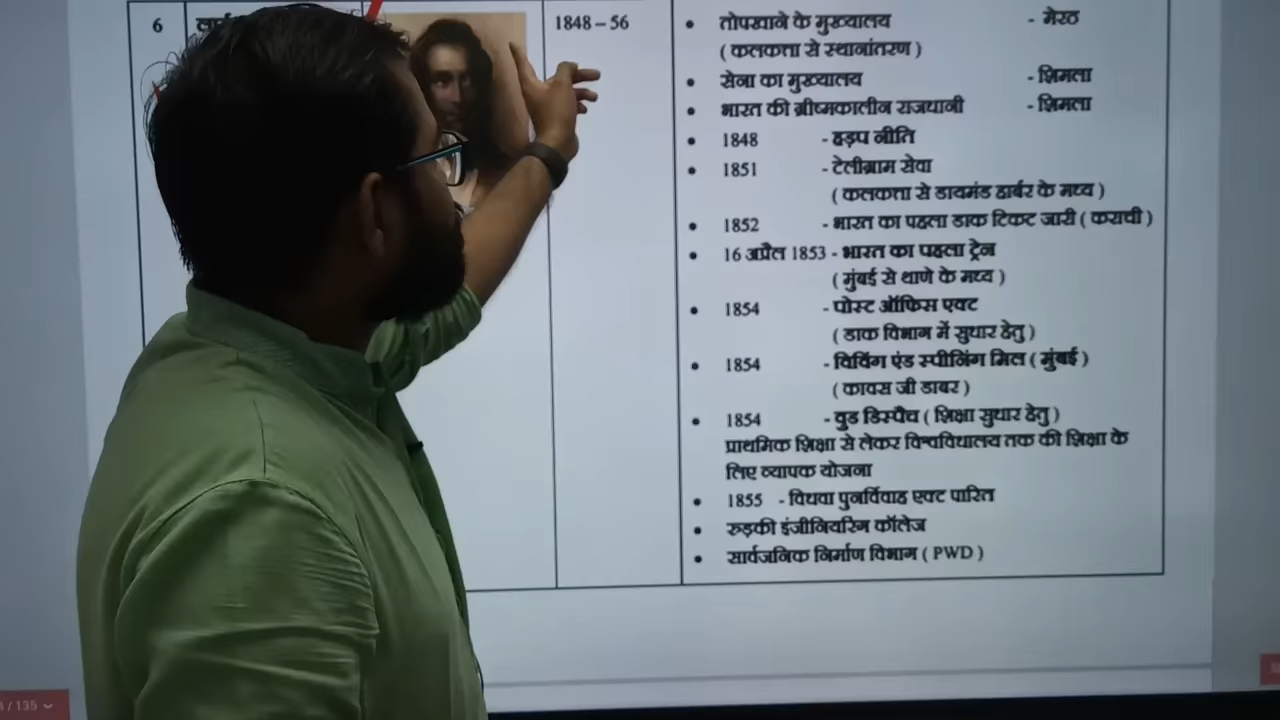 6
1848 – 56
• तोपखाने के मुख्यालय - मेरठ
( कलकत्ता से स्थानांतरण )
• सेना का मुख्यालय - शिमला
• भारत की ग्रीष्मकालीन राजधानी - शिमला
• 1848 - हड़प नीति
• 1851 - टेलीग्राम सेवा
( कलकत्ता से डायमंड हार्बर के मध्य )
• 1852 - भारत का पहला डाक टिकट जारी ( कराची )
• 16 अप्रैल 1853 - भारत का पहला ट्रेन
( मुंबई से थाणे के मध्य )
• 1854 - पोस्ट ऑफिस एक्ट
( डाक विभाग में सुधार हेतु )
• 1854 - विविंग एंड स्पीनिंग मिल ( मुंबई )
( कावस जी डाबर )
• 1854 - वुड डिस्पैच ( शिक्षा सुधार हेतु )
प्राथमिक शिक्षा से लेकर विश्वविधालय तक की शिक्षा के
लिए व्यापक योजना
• 1855 - विधवा पुनर्विवाह एक्ट पारित
• रुड़की इंजीनियरिंग कॉलेज
• सार्वजनिक निर्माण विभाग ( PWD )
/ 135